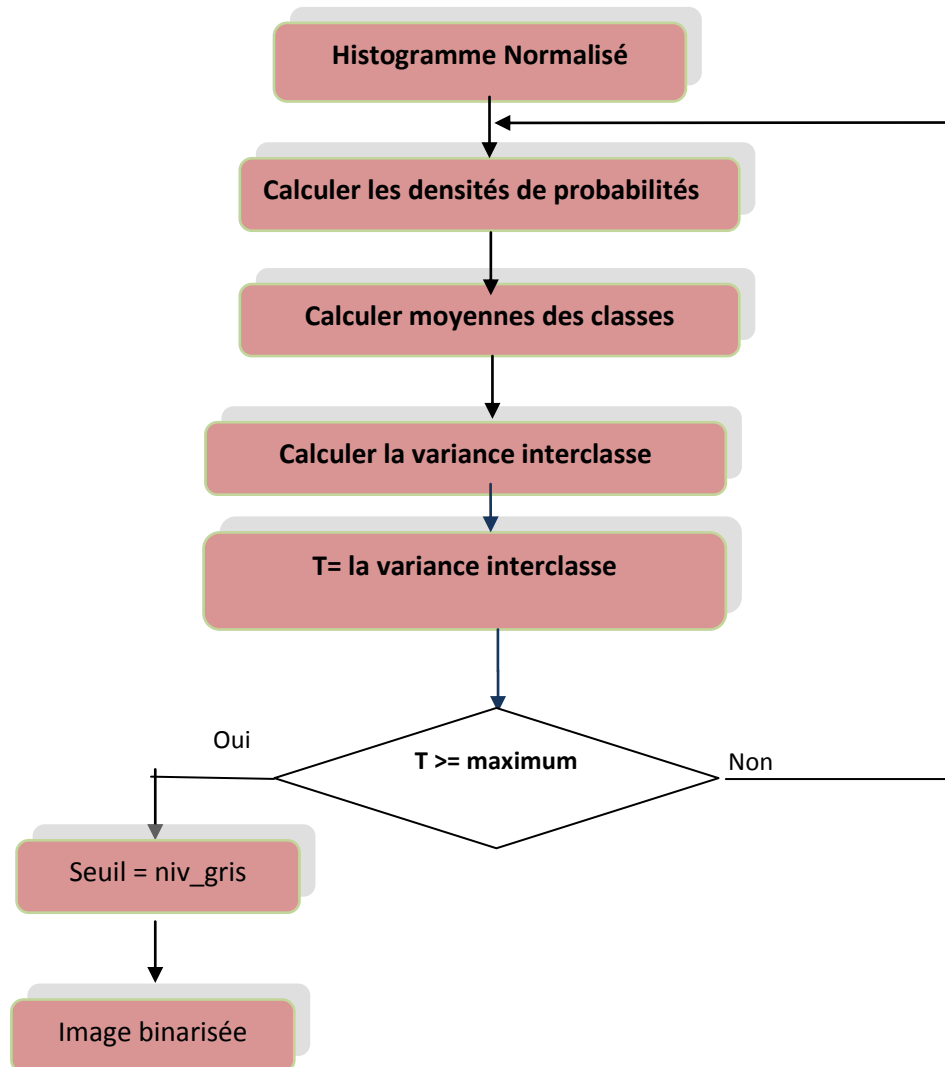 Histogramme Normalisé
Calculer les densités de probabilités
Calculer moyennes des classes
Calculer la variance interclasse
T= la variance interclasse
T >= maximum
Oui
Non
Seuil = niv_gris
Image binarisée